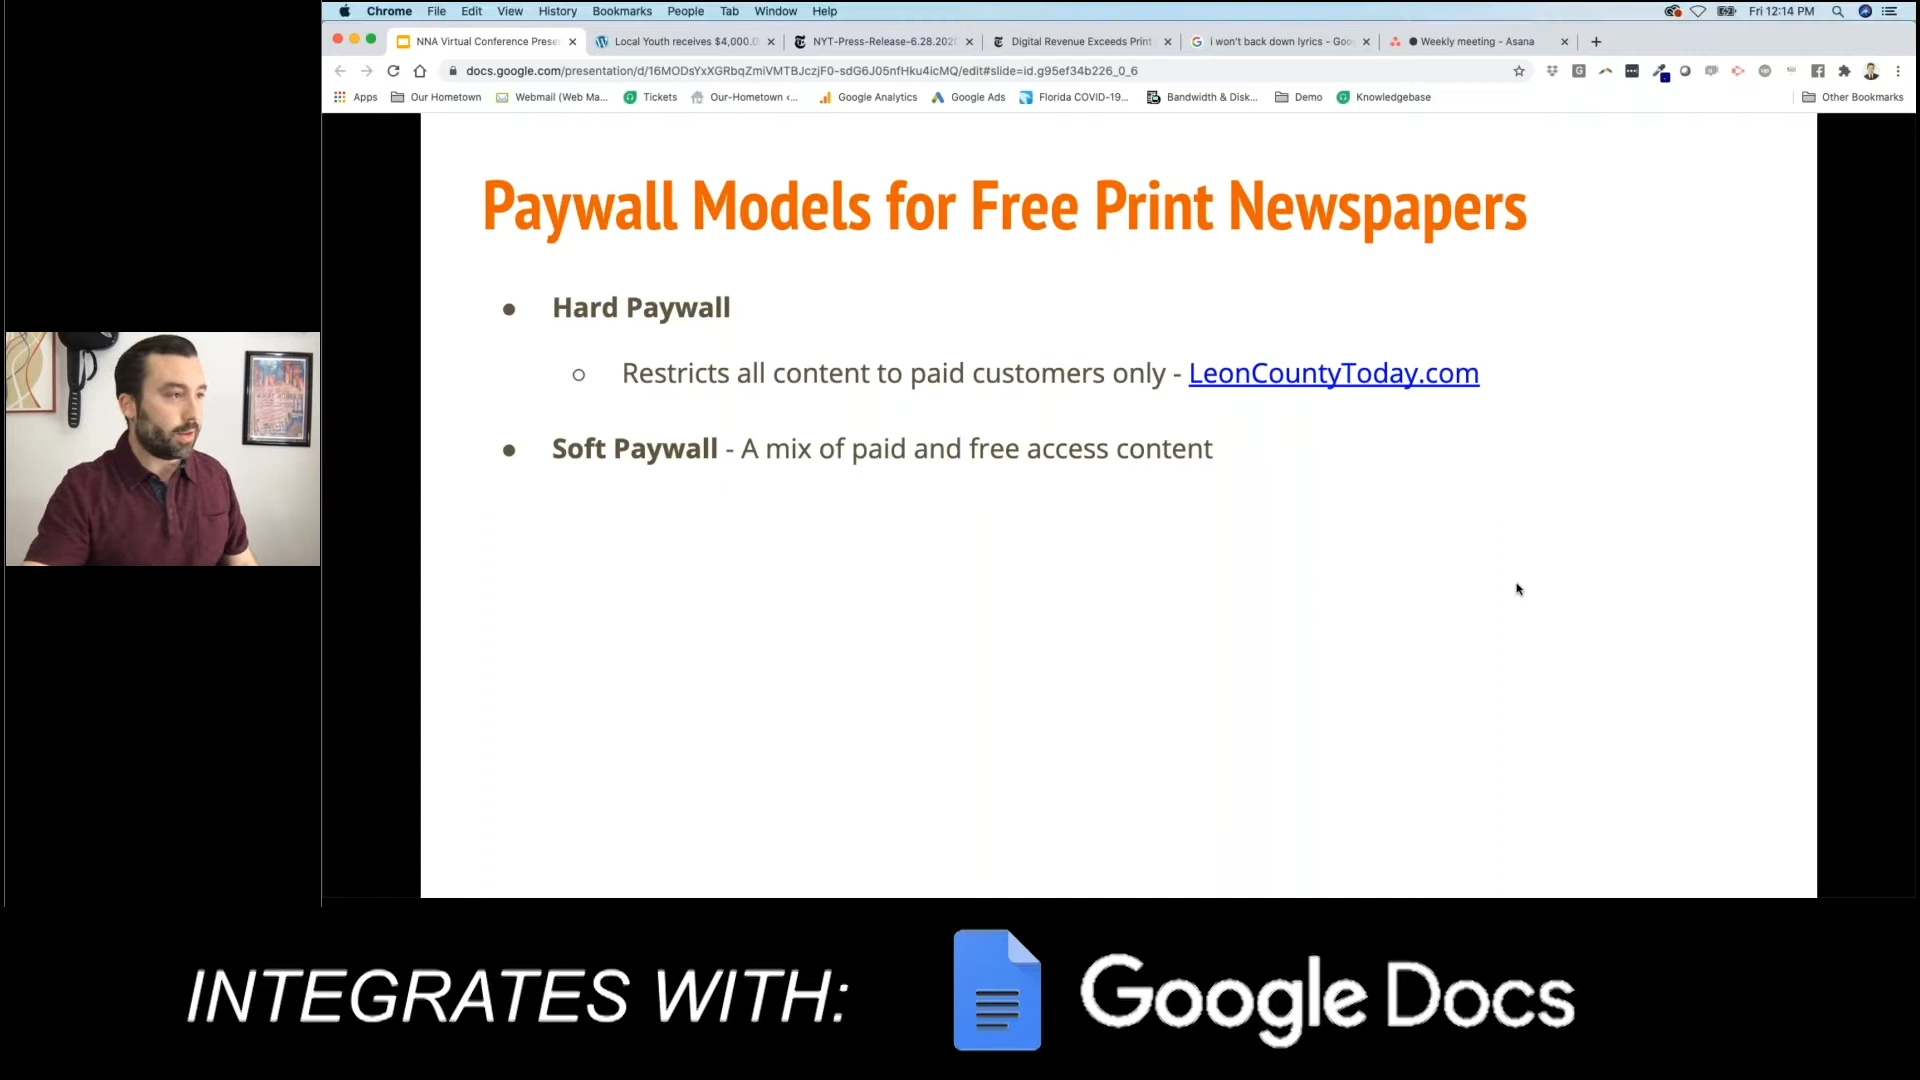 Chrome File Edit View History Bookmarks People Tab Window Help
Fri 12:14 PM
NNA Virtual Conference Prese
Local Youth receives $4,000.0
NYT-Press-Release-6.28.202
Digital Revenue Exceeds Print
i won't back down lyrics - Goo
Weekly meeting - Asana
docs.google.com/presentation/d/16MODsYxXGRbqZmiVMTBJczjF0-sdG6J05nfHku4icMQ/edit#slide=id.g95ef34b226_0_6
Apps Our Hometown Webmail (Web Ma... Tickets Our-Hometown <... Google Analytics Google Ads Florida COVID-19... Bandwidth & Disk... Demo Knowledgebase Other Bookmarks
Paywall Models for Free Print Newspapers
● Hard Paywall
○ Restricts all content to paid customers only - LeonCountyToday.com
● Soft Paywall - A mix of paid and free access content
INTEGRATES WITH: Google Docs